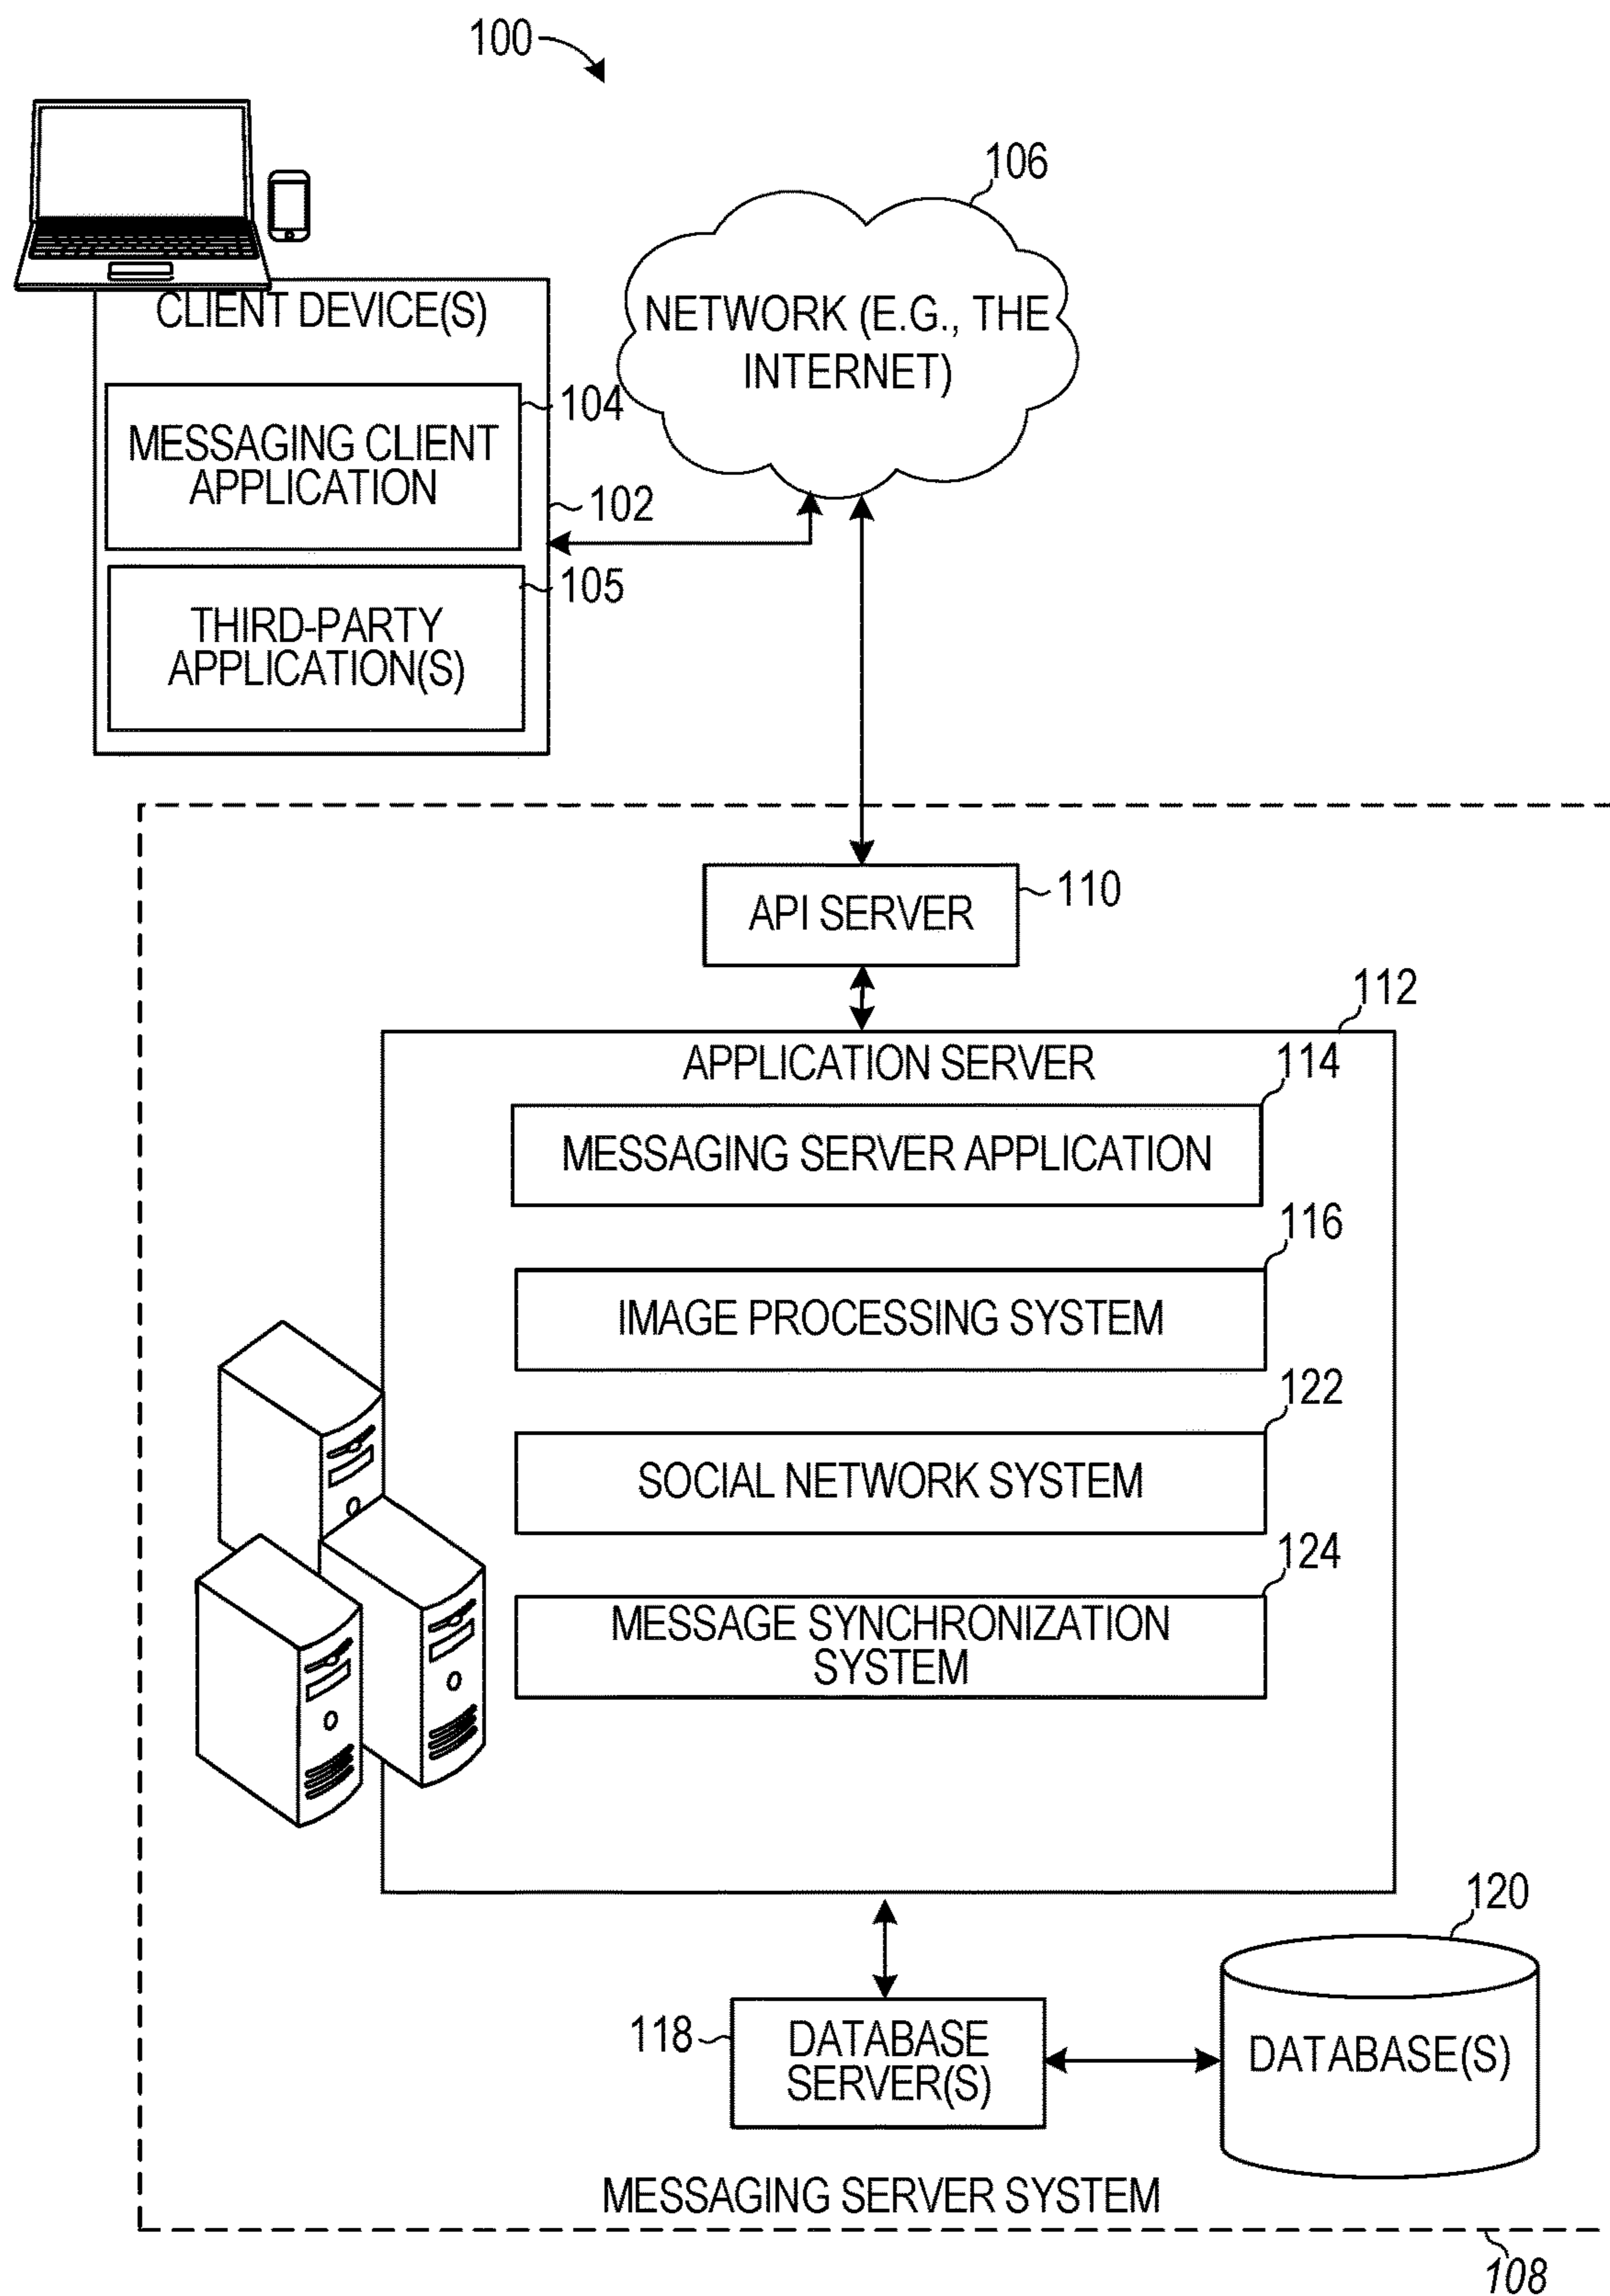 100
106
CLIENT DEVICE(S)
NETWORK (E.G., THE
INTERNET)
104
MESSAGING CLIENT
APPLICATION
102
105
THIRD-PARTY
APPLICATION(S)
API SERVER
110
112
APPLICATION SERVER
114
MESSAGING SERVER APPLICATION
116
IMAGE PROCESSING SYSTEM
122
SOCIAL NETWORK SYSTEM
124
MESSAGE SYNCHRONIZATION
SYSTEM
120
118
DATABASE
SERVER(S)
DATABASE(S)
MESSAGING SERVER SYSTEM
108